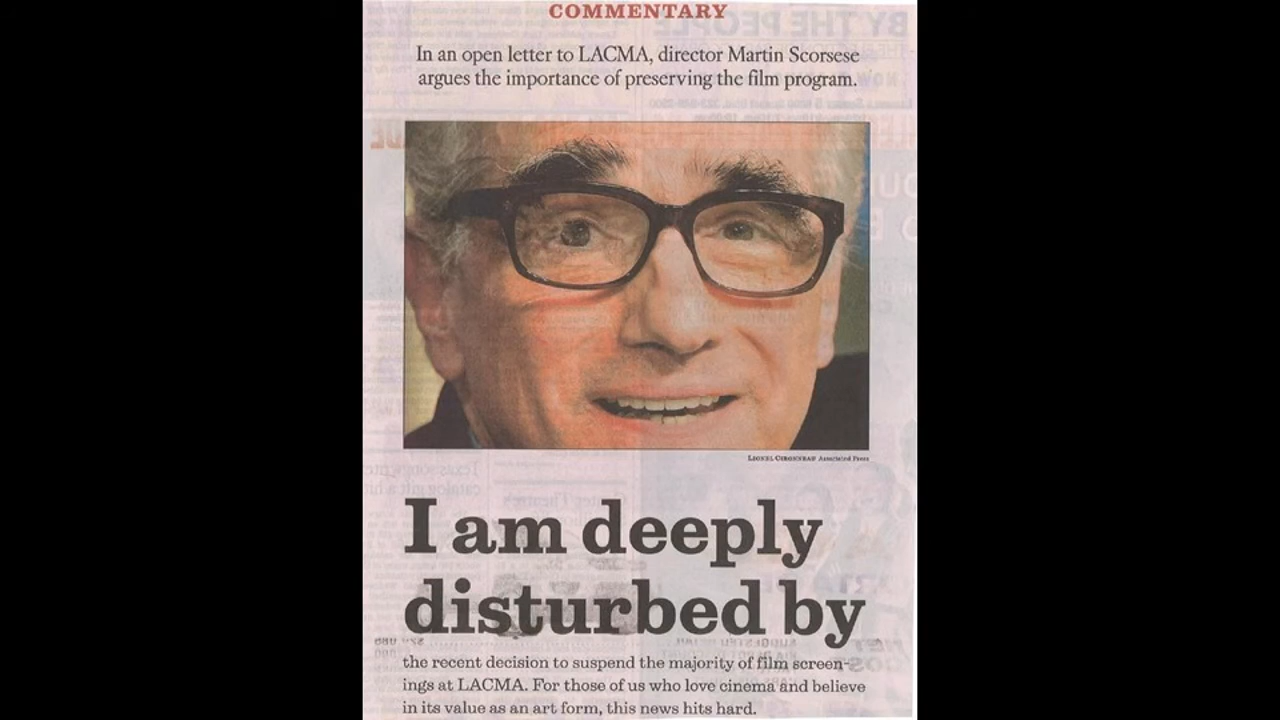 COMMENTARY
In an open letter to LACMA, director Martin Scorsese
argues the importance of preserving the film program.
LIONEL CIRONNEAU Associated Press
I am deeply
disturbed by
the recent decision to suspend the majority of film screen-
ings at LACMA. For those of us who love cinema and believe
in its value as an art form, this news hits hard.